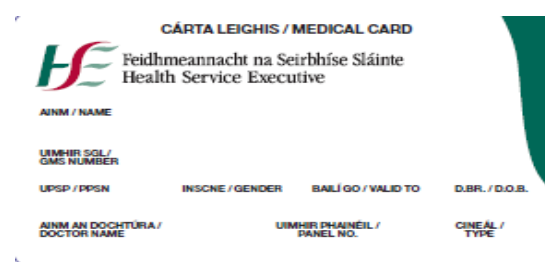 CÁRTA LEIGHIS / MEDICAL CARD
Feidhmeannacht na Seirbhíse Sláinte
Health Service Executive
AINM / NAME
UIMHIR SGL /
GMS NUMBER
UPSP / PPSN INSCNE / GENDER BAILÍ GO / VALID TO D.BR. / D.O.B.
AINM AN DOCHTÚRA / UIMHIR PHAINÉIL / CINEÁL /
DOCTOR NAME PANEL NO. TYPE